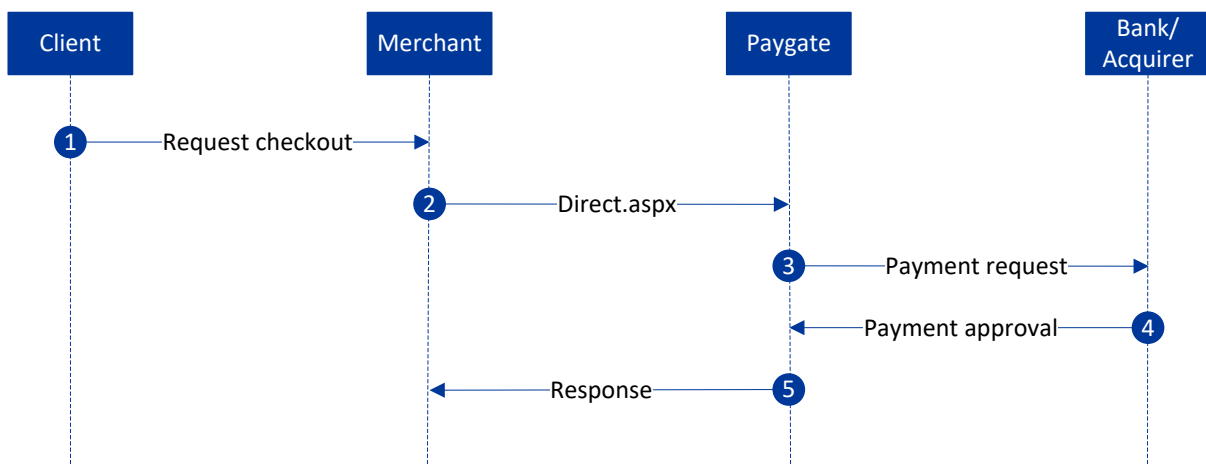 Client
Merchant
Paygate
Bank/
Acquirer
1
Request checkout
2
Direct.aspx
3
Payment request
Payment approval
4
Response
5